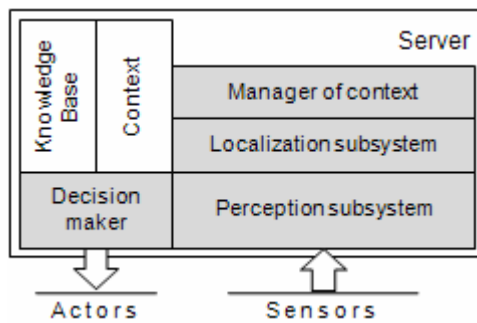 Server
Knowledge
Base
Context
Manager of context
Localization subsystem
Decision
maker
Perception subsystem
Actors
Sensors